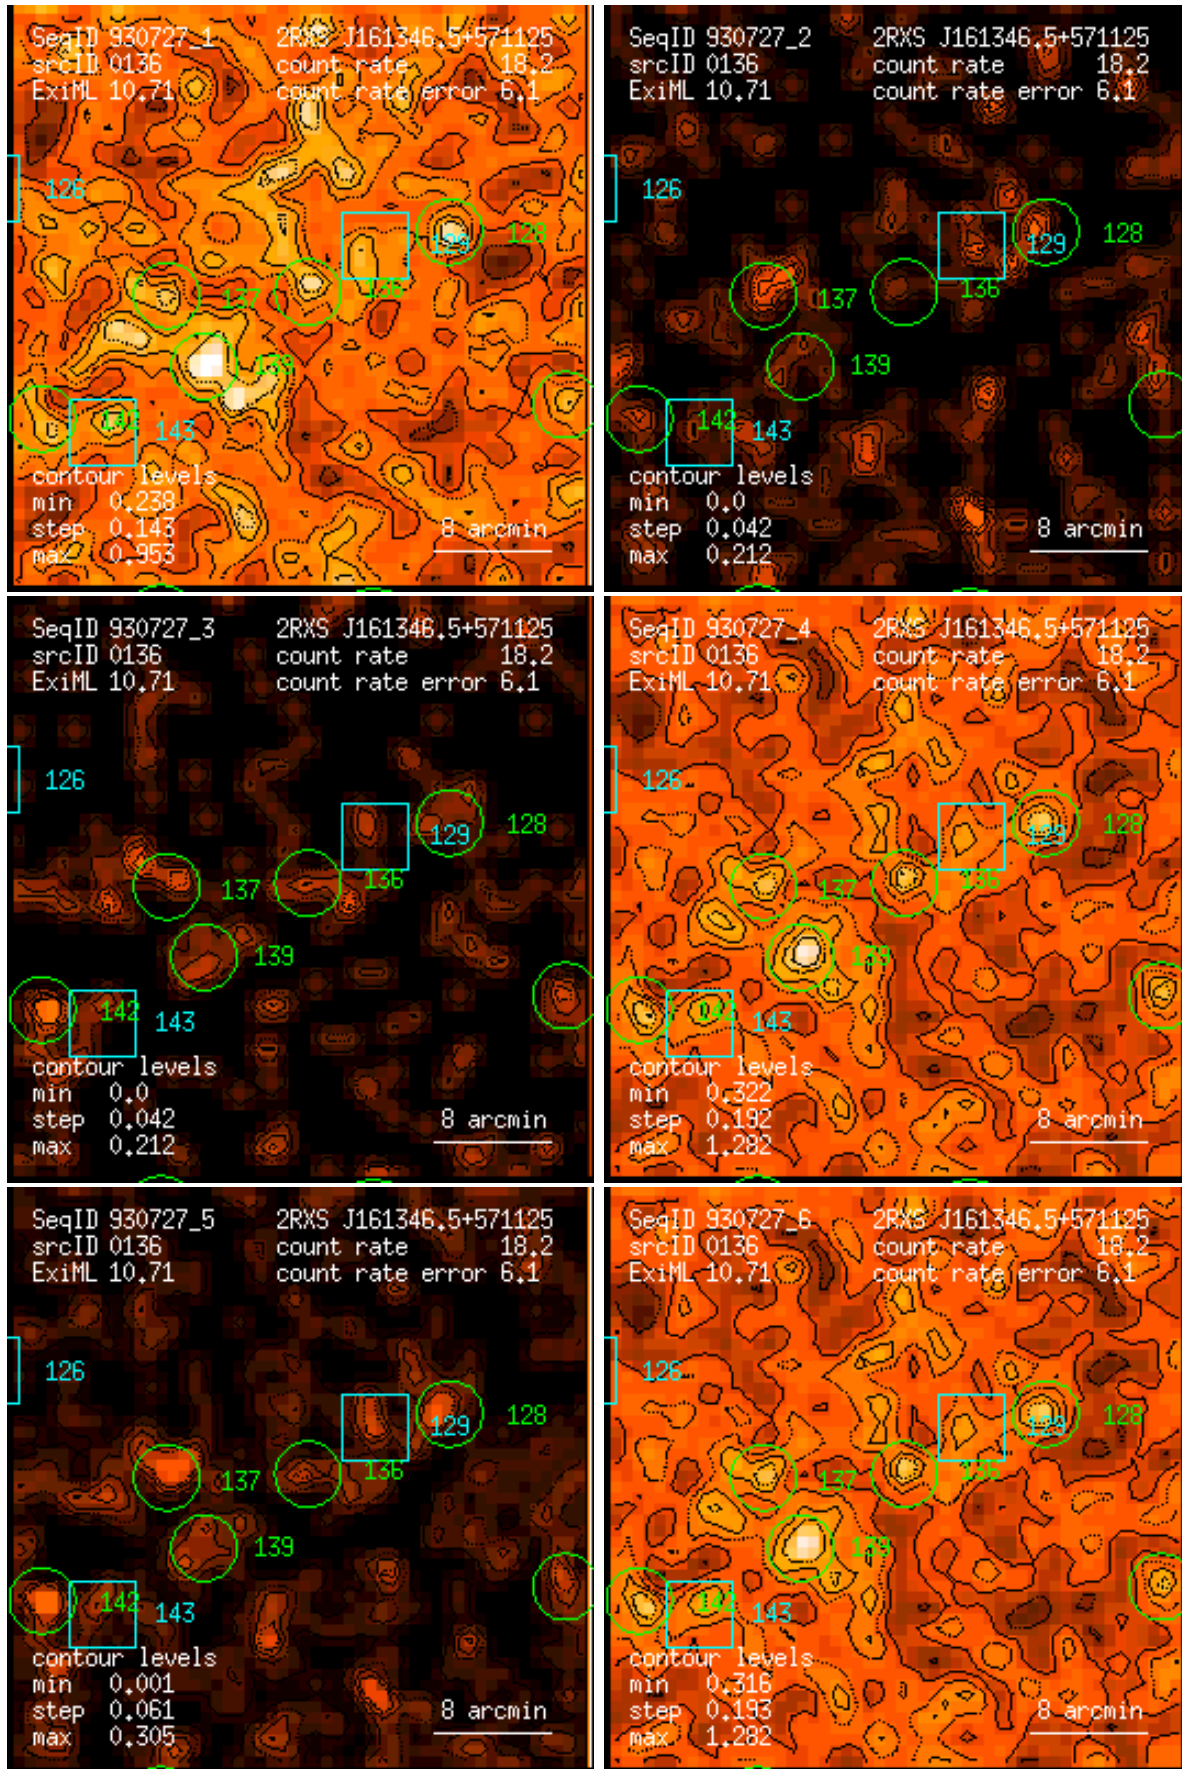 SeqID 930727_1 2RXS J161346.5+571125
srcID 0136 count rate 18.2
ExiML 10.71 count rate error 6.1
126
128
129
136
137
139
142
143
contour levels
min 0.238
step 0.143
max 0.953
8 arcmin
SeqID 930727_2 2RXS J161346.5+571125
srcID 0136 count rate 18.2
ExiML 10.71 count rate error 6.1
126
128
129
136
137
139
142
143
contour levels
min 0.0
step 0.042
max 0.212
8 arcmin
SeqID 930727_3 2RXS J161346.5+571125
srcID 0136 count rate 18.2
ExiML 10.71 count rate error 6.1
126
128
129
136
137
139
142
143
contour levels
min 0.0
step 0.042
max 0.212
8 arcmin
SeqID 930727_4 2RXS J161346.5+571125
srcID 0136 count rate 18.2
ExiML 10.71 count rate error 6.1
126
128
129
136
137
139
142
143
contour levels
min 0.322
step 0.192
max 1.282
8 arcmin
SeqID 930727_5 2RXS J161346.5+571125
srcID 0136 count rate 18.2
ExiML 10.71 count rate error 6.1
126
128
129
136
137
139
142
143
contour levels
min 0.001
step 0.061
max 0.305
8 arcmin
SeqID 930727_6 2RXS J161346.5+571125
srcID 0136 count rate 18.2
ExiML 10.71 count rate error 6.1
126
128
129
136
137
139
142
143
contour levels
min 0.316
step 0.193
max 1.282
8 arcmin